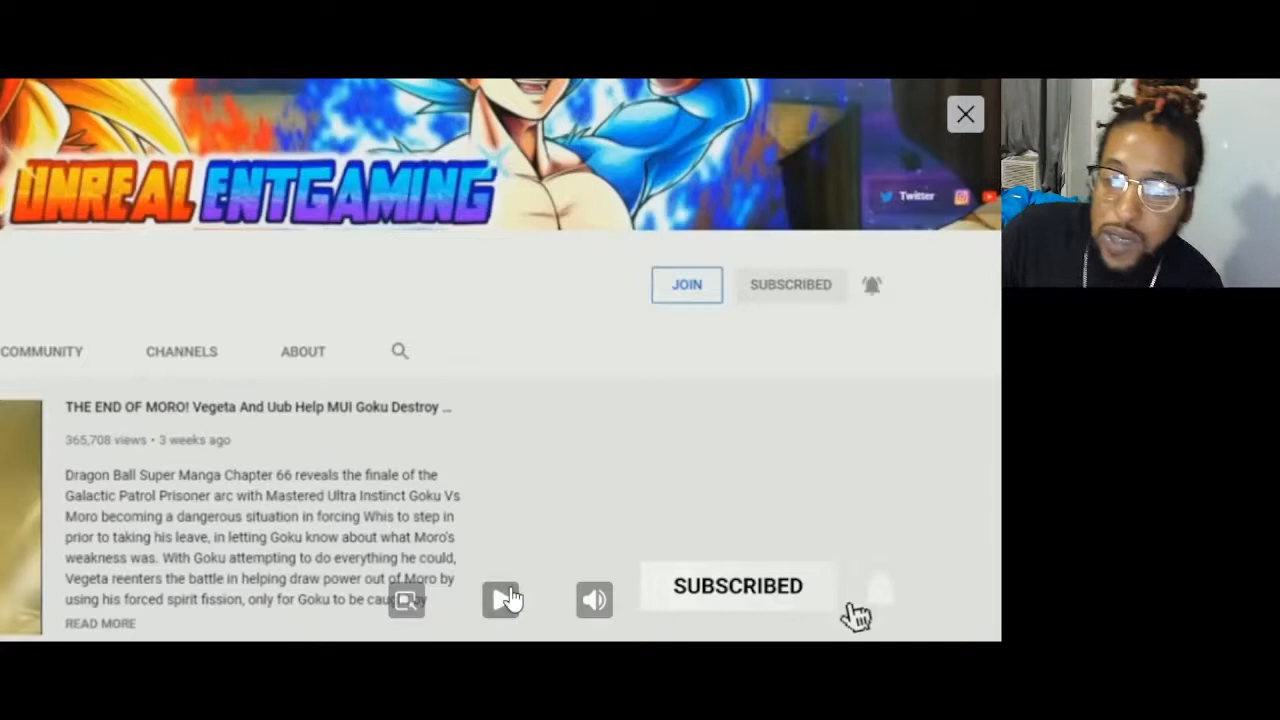 UNREAL ENTGAMING
Twitter
JOIN
SUBSCRIBED
COMMUNITY
CHANNELS
ABOUT
THE END OF MORO! Vegeta And Uub Help MUI Goku Destroy ...
365,708 views • 3 weeks ago
Dragon Ball Super Manga Chapter 66 reveals the finale of the
Galactic Patrol Prisoner arc with Mastered Ultra Instinct Goku Vs
Moro becoming a dangerous situation in forcing Whis to step in
prior to taking his leave, in letting Goku know about what Moro's
weakness was. With Goku attempting to do everything he could,
Vegeta reenters the battle in helping draw power out of Moro by
using his forced spirit fission, only for Goku to be caught by
READ MORE
SUBSCRIBED